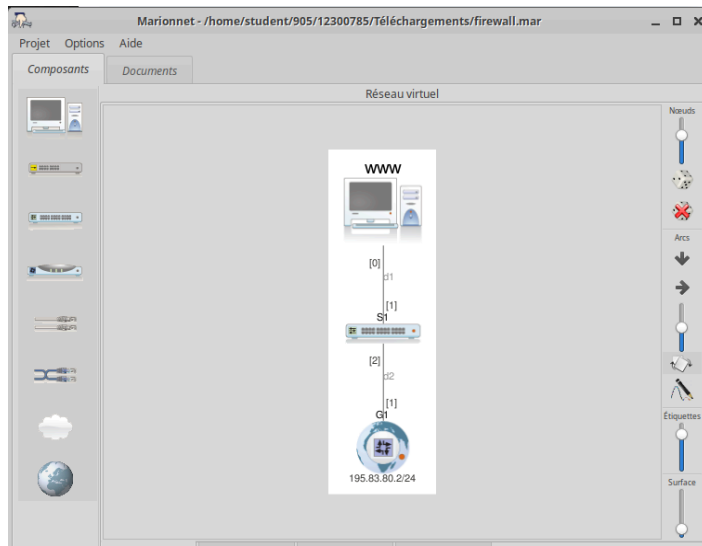 Marionnet - /home/student/905/12300785/Téléchargements/firewall.mar
Projet Options Aide
Composants Documents
Réseau virtuel
Nœuds
WWW
[0]
d1
Arcs
[1]
S1
[2]
d2
[1]
G1
Étiquettes
195.83.80.2/24
Surface